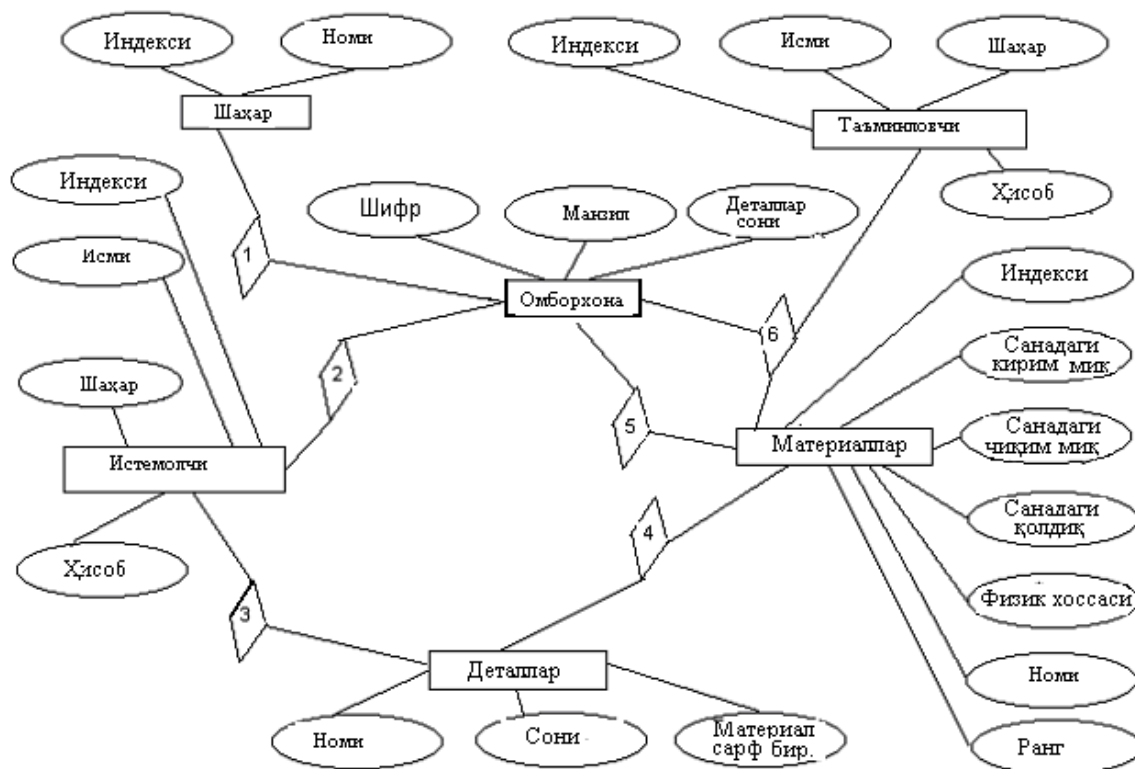 Индекси
Номи
Индекси
Исми
Шаҳар
Шаҳар
Таъминловчи
Индекси
Шифр
Манзил
Деталлар
сони
Ҳисоб
Исми
1
Омборхона
Индекси
6
Санадаги
кирим миқ
2
Шаҳар
5
Материаллар
Санадаги
чиқим миқ
Истемолчи
4
Санадаги
қолдиқ
Ҳисоб
3
Физик хоссаси
Деталлар
Номи
Номи
Сони
Материал
сарф бир.
Ранг